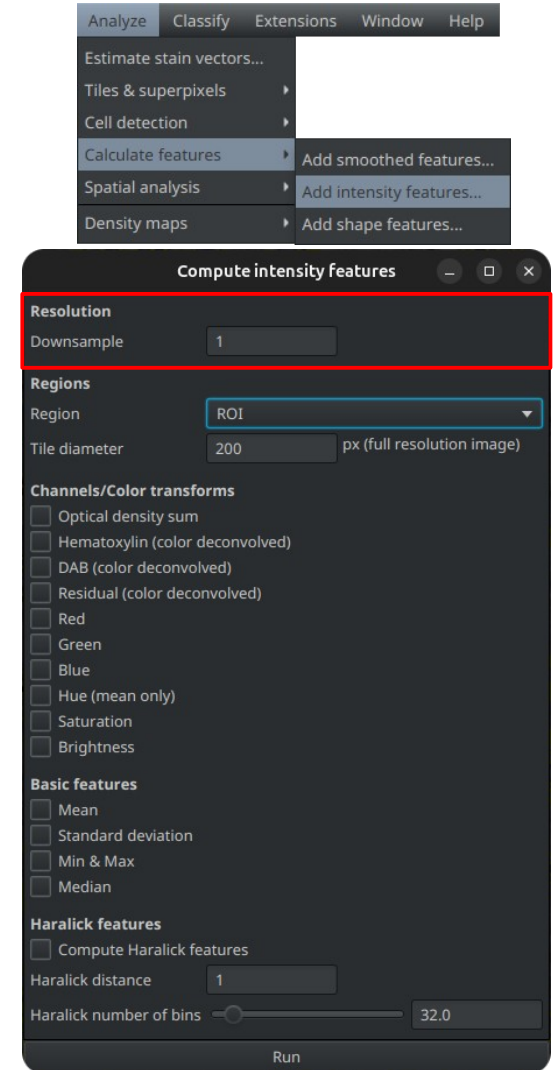 Analyze Classify Extensions Window Help
Estimate stain vectors...
Tiles & superpixels
Cell detection
Calculate features
Spatial analysis
Density maps
Add smoothed features...
Add intensity features...
Add shape features...
Compute intensity features
Resolution
Downsample 1
Regions
Region ROI
Tile diameter 200 px (full resolution image)
Channels/Color transforms
Optical density sum
Hematoxylin (color deconvolved)
DAB (color deconvolved)
Residual (color deconvolved)
Red
Green
Blue
Hue (mean only)
Saturation
Brightness
Basic features
Mean
Standard deviation
Min & Max
Median
Haralick features
Compute Haralick features
Haralick distance 1
Haralick number of bins 32.0
Run